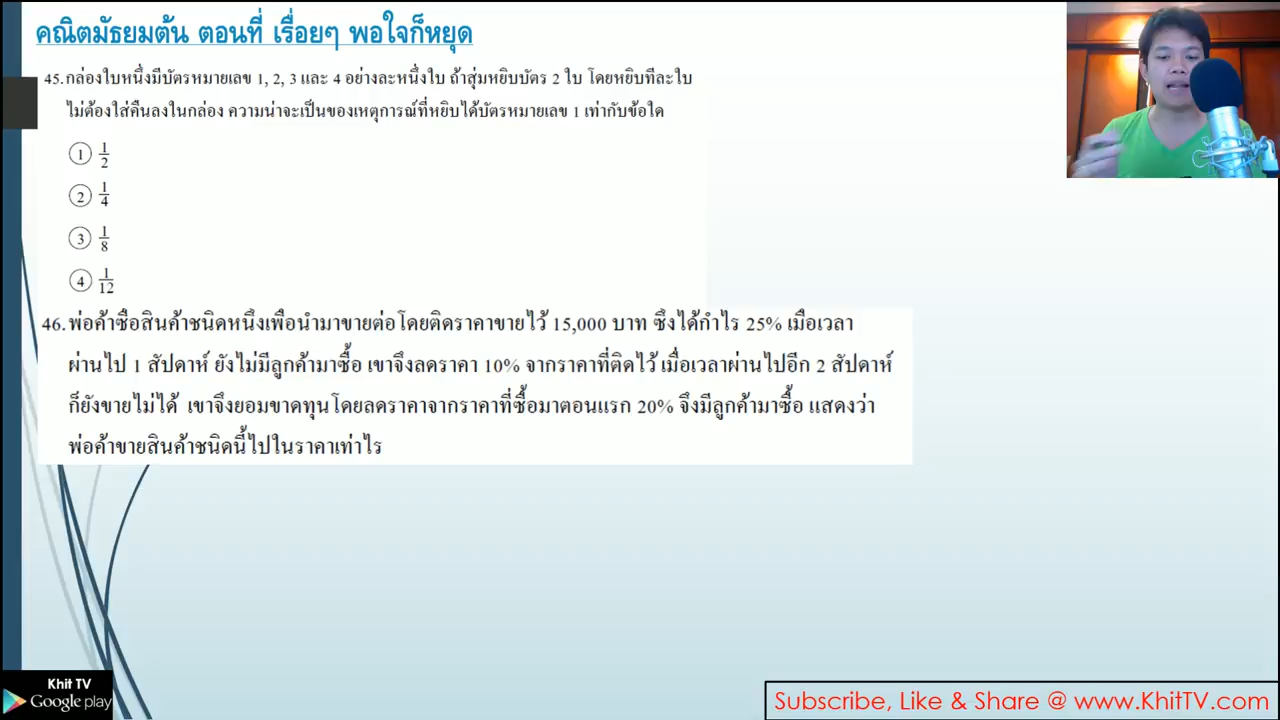 คณิตมัธยมต้น ตอนที่ เรื่อยๆ พอใจก็หยุด
45. กล่องใบหนึ่งมีบัตรหมายเลข 1, 2, 3 และ 4 อย่างละหนึ่งใบ ถ้าสุ่มหยิบบัตร 2 ใบ โดยหยิบทีละใบ
ไม่ต้องใส่คืนลงในกล่อง ความน่าจะเป็นของเหตุการณ์ที่หยิบได้บัตรหมายเลข 1 เท่ากับข้อใด
① 1/2
② 1/4
③ 1/8
④ 1/12
46. พ่อค้าซื้อสินค้าชนิดหนึ่งเพื่อนำมาขายต่อโดยติดราคาขายไว้ 15,000 บาท ซึ่งได้กำไร 25% เมื่อเวลา
ผ่านไป 1 สัปดาห์ ยังไม่มีลูกค้ามาซื้อ เขาจึงลดราคา 10% จากราคาที่ติดไว้ เมื่อเวลาผ่านไปอีก 2 สัปดาห์
ก็ยังขายไม่ได้ เขาจึงยอมขาดทุนโดยลดราคาจากราคาที่ซื้อมาตอนแรก 20% จึงมีลูกค้ามาซื้อ แสดงว่า
พ่อค้าขายสินค้าชนิดนี้ไปในราคาเท่าไร
Khit TV
Google play
Subscribe, Like & Share @ www.KhitTV.com